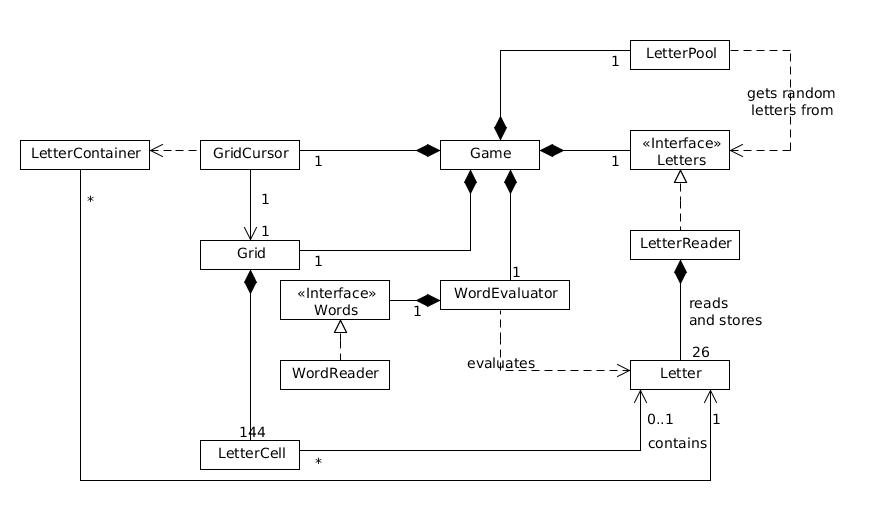 LetterPool
1
gets random
letters from
LetterContainer
GridCursor
Game
«Interface»
Letters
1
1
*
1
1
LetterReader
Grid
1
1
«Interface»
Words
WordEvaluator
1
reads
and stores
26
WordReader
evaluates
Letter
0..1
1
144
contains
LetterCell
*